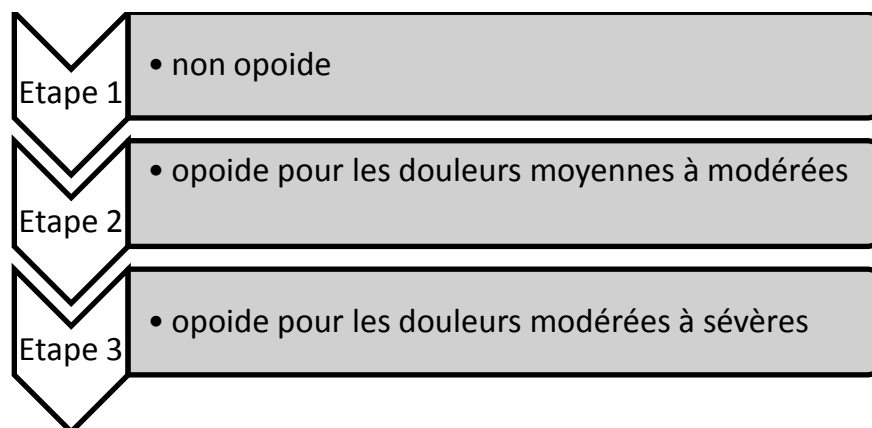 Etape 1
• non opoide
Etape 2
• opoide pour les douleurs moyennes à modérées
Etape 3
• opoide pour les douleurs modérées à sévères